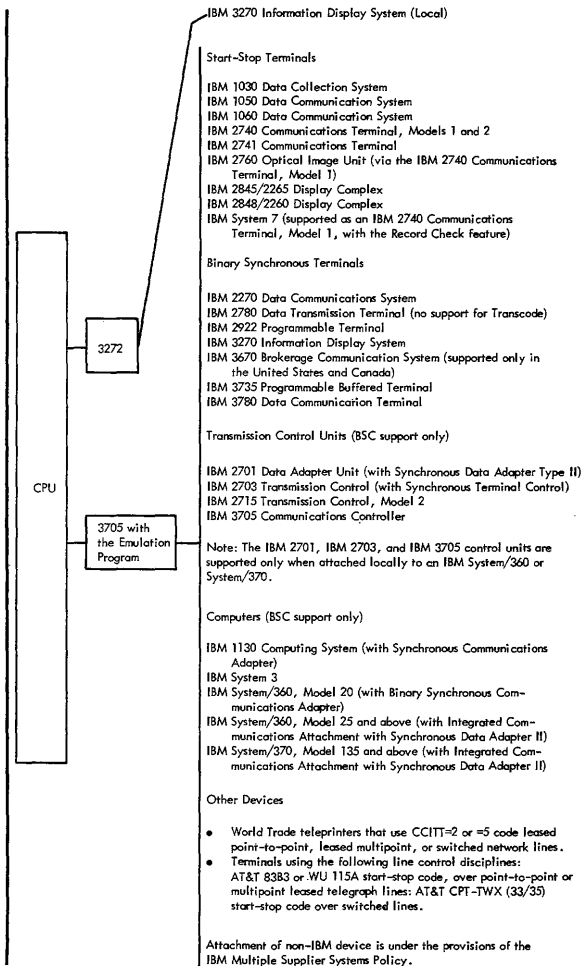 IBM 3270 Information Display System (Local)
Start-Stop Terminals
IBM 1030 Data Collection System
IBM 1050 Data Communication System
IBM 1060 Data Communication System
IBM 2740 Communications Terminal, Models 1 and 2
IBM 2741 Communications Terminal
IBM 2760 Optical Image Unit (via the IBM 2740 Communications
Terminal, Model 1)
IBM 2845/2265 Display Complex
IBM 2848/2260 Display Complex
IBM System 7 (supported as an IBM 2740 Communications
Terminal, Model 1, with the Record Check feature)
Binary Synchronous Terminals
IBM 2270 Data Communications System
IBM 2780 Data Transmission Terminal (no support for Transcode)
IBM 2922 Programmable Terminal
IBM 3270 Information Display System
IBM 3670 Brokerage Communication System (supported only in
the United States and Canada)
IBM 3735 Programmable Buffered Terminal
IBM 3780 Data Communication Terminal
3272
Transmission Control Units (BSC support only)
IBM 2701 Data Adapter Unit (with Synchronous Data Adapter Type II)
IBM 2703 Transmission Control (with Synchronous Terminal Control)
IBM 2715 Transmission Control, Model 2
IBM 3705 Communications Controller
CPU
3705 with
the Emulation
Program
Note: The IBM 2701, IBM 2703, and IBM 3705 control units are
supported only when attached locally to an IBM System/360 or
System/370.
Computers (BSC support only)
IBM 1130 Computing System (with Synchronous Communications
Adapter)
IBM System 3
IBM System/360, Model 20 (with Binary Synchronous Com-
munications Adapter)
IBM System/360, Model 25 and above (with Integrated Com-
munications Attachment with Synchronous Data Adapter II)
IBM System/370, Model 135 and above (with Integrated Com-
munications Attachment with Synchronous Data Adapter II)
Other Devices
• World Trade teleprinters that use CCITT=2 or =5 code leased
point-to-point, leased multipoint, or switched network lines.
• Terminals using the following line control disciplines:
AT&T 83B3 or WU 115A start-stop code, over point-to-point or
multipoint leased telegraph lines: AT&T CPT-TWX (33/35)
start-stop code over switched lines.
Attachment of non-IBM device is under the provisions of the
IBM Multiple Supplier Systems Policy.